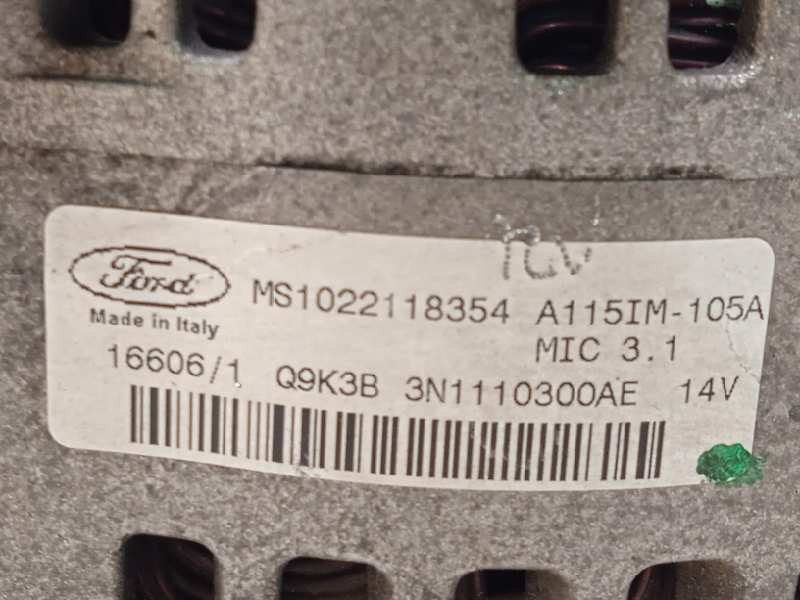 Ford MS1022118354 A115IM-105A
Made in Italy MIC 3.1
16606/1 Q9K3B 3N1110300AE 14V